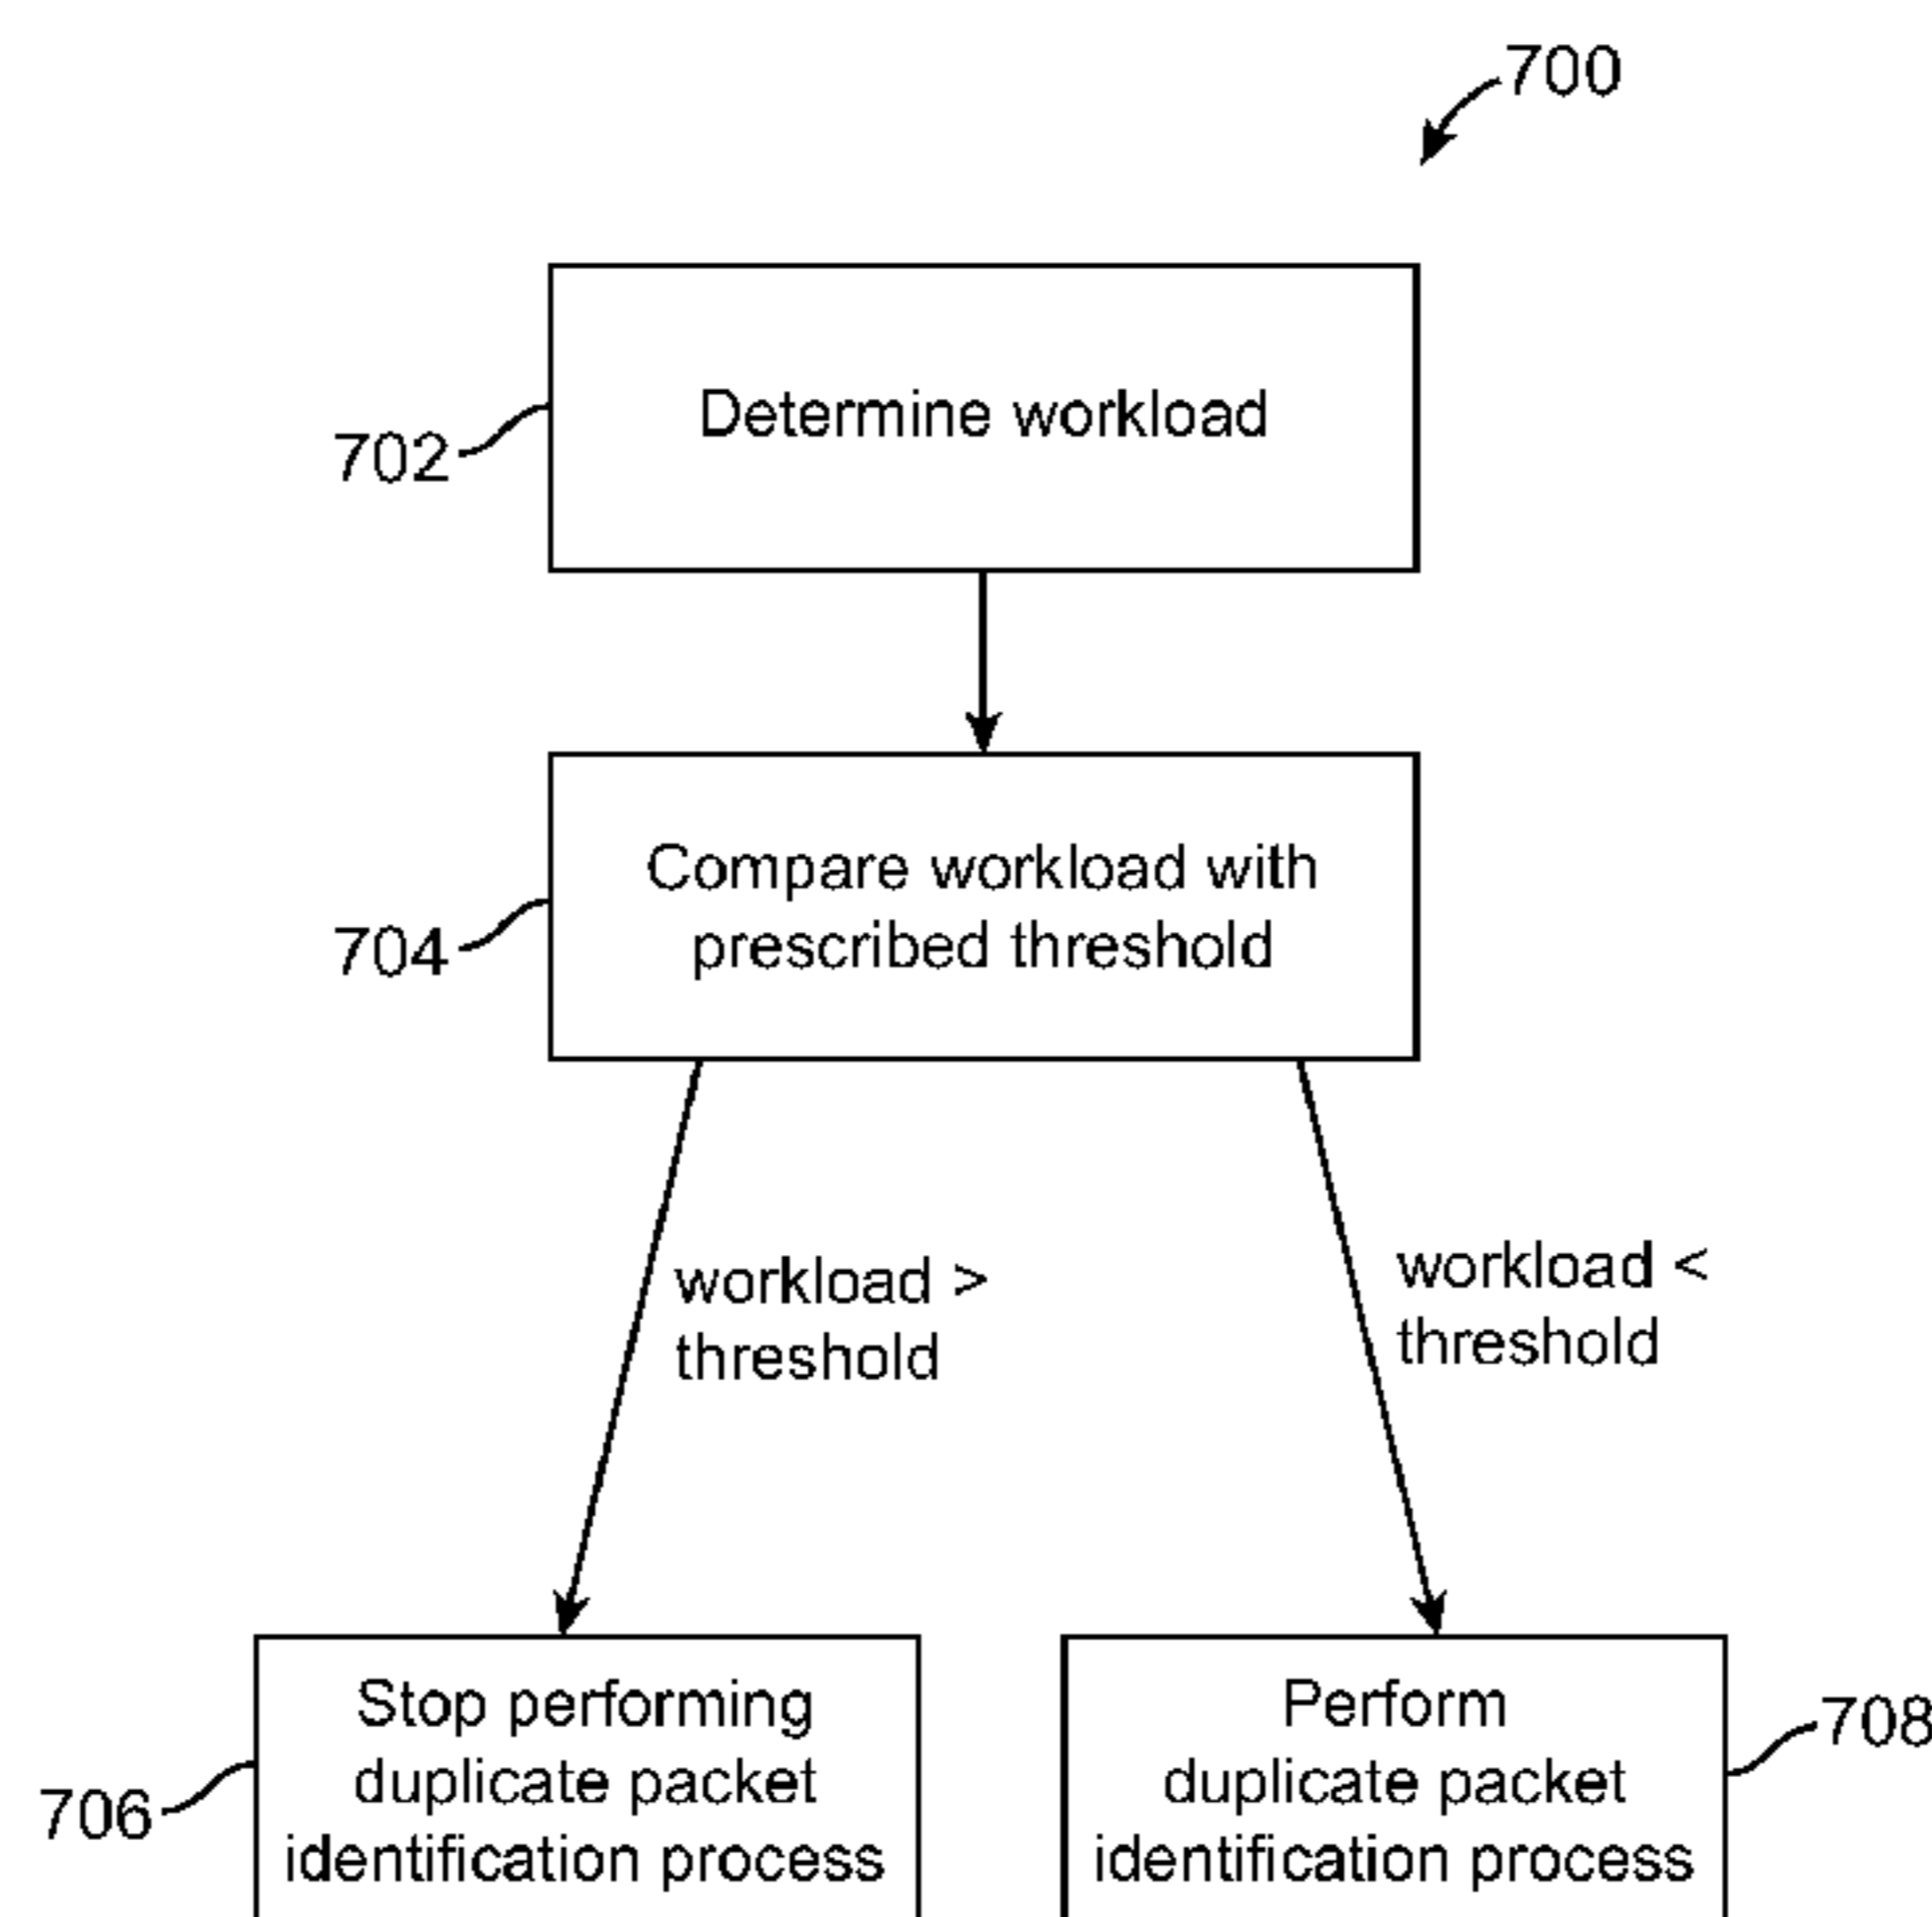 700
Determine workload
702
Compare workload with
prescribed threshold
704
workload >
threshold
workload <
threshold
Stop performing
duplicate packet
identification process
706
Perform
duplicate packet
identification process
708